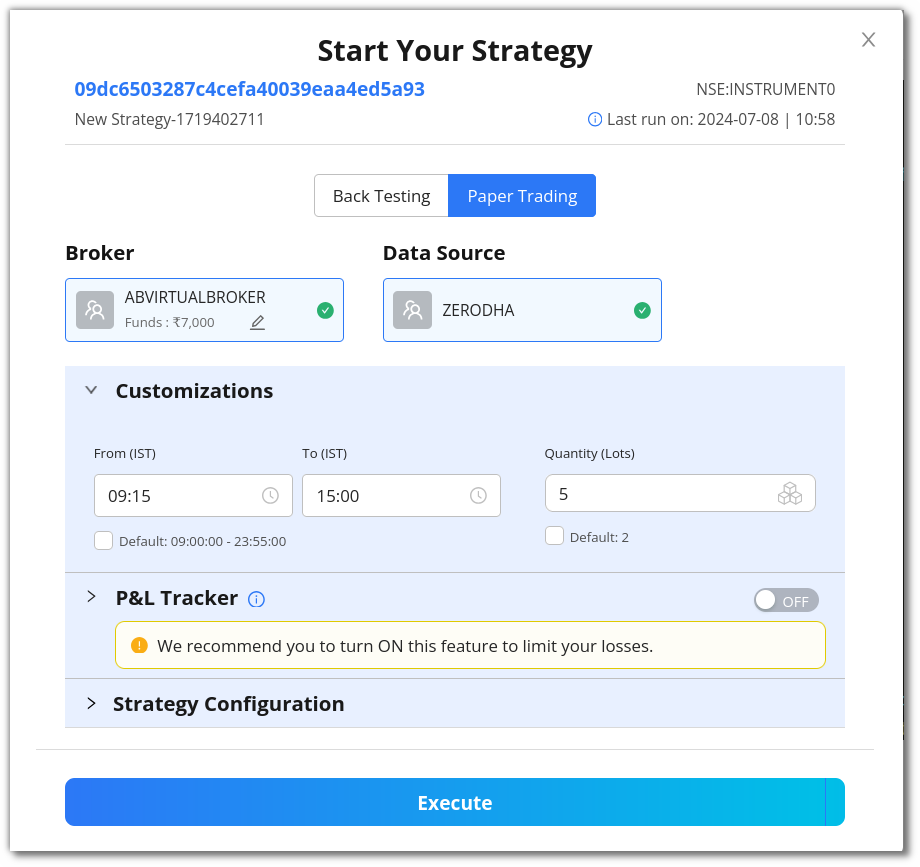 Start Your Strategy
09dc6503287c4cefa40039eaa4ed5a93
NSE:INSTRUMENT0
New Strategy-1719402711
Last run on: 2024-07-08 | 10:58
Back Testing
Paper Trading
Broker
Data Source
ABVIRTUALBROKER
Funds : ₹7,000
ZERODHA
Customizations
From (IST)
To (IST)
Quantity (Lots)
09:15
15:00
5
Default: 09:00:00 - 23:55:00
Default: 2
P&L Tracker
OFF
We recommend you to turn ON this feature to limit your losses.
Strategy Configuration
Execute